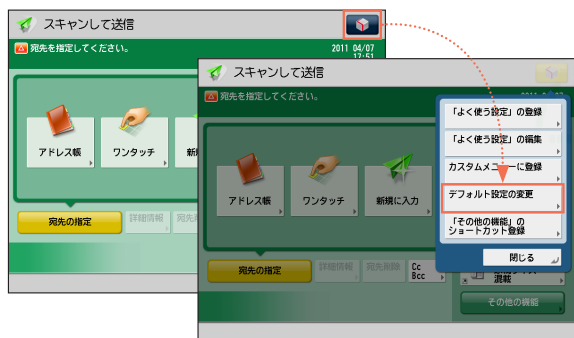 スキャンして送信
宛先を指定してください。
2011 04/07
17:51
アドレス帳
ワンタッチ
新
宛先の指定
詳細情報
宛先
スキャンして送信
宛先を指定してください。
アドレス帳
ワンタッチ
新規に入力
宛先の指定
詳細情報
宛先削除
Cc
Bcc
混載
その他の機能
「よく使う設定」の登録
「よく使う設定」の編集
カスタムメニューに登録
デフォルト設定の変更
「その他の機能」の
ショートカット登録
閉じる